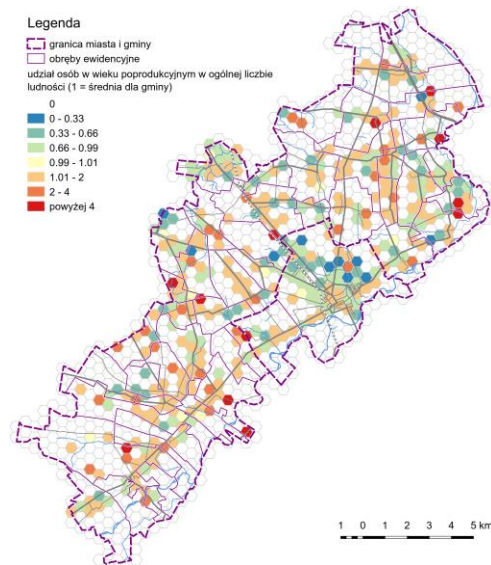 Legenda
granica miasta i gminy
obręby ewidencyjne
udział osób w wieku poprodukcyjnym w ogólnej liczbie
ludności (1 = średnia dla gminy)
0
0 - 0.33
0.33 - 0.66
0.66 - 0.99
0.99 - 1.01
1.01 - 2
2 - 4
powyżej 4
1 0 1 2 3 4 5 km